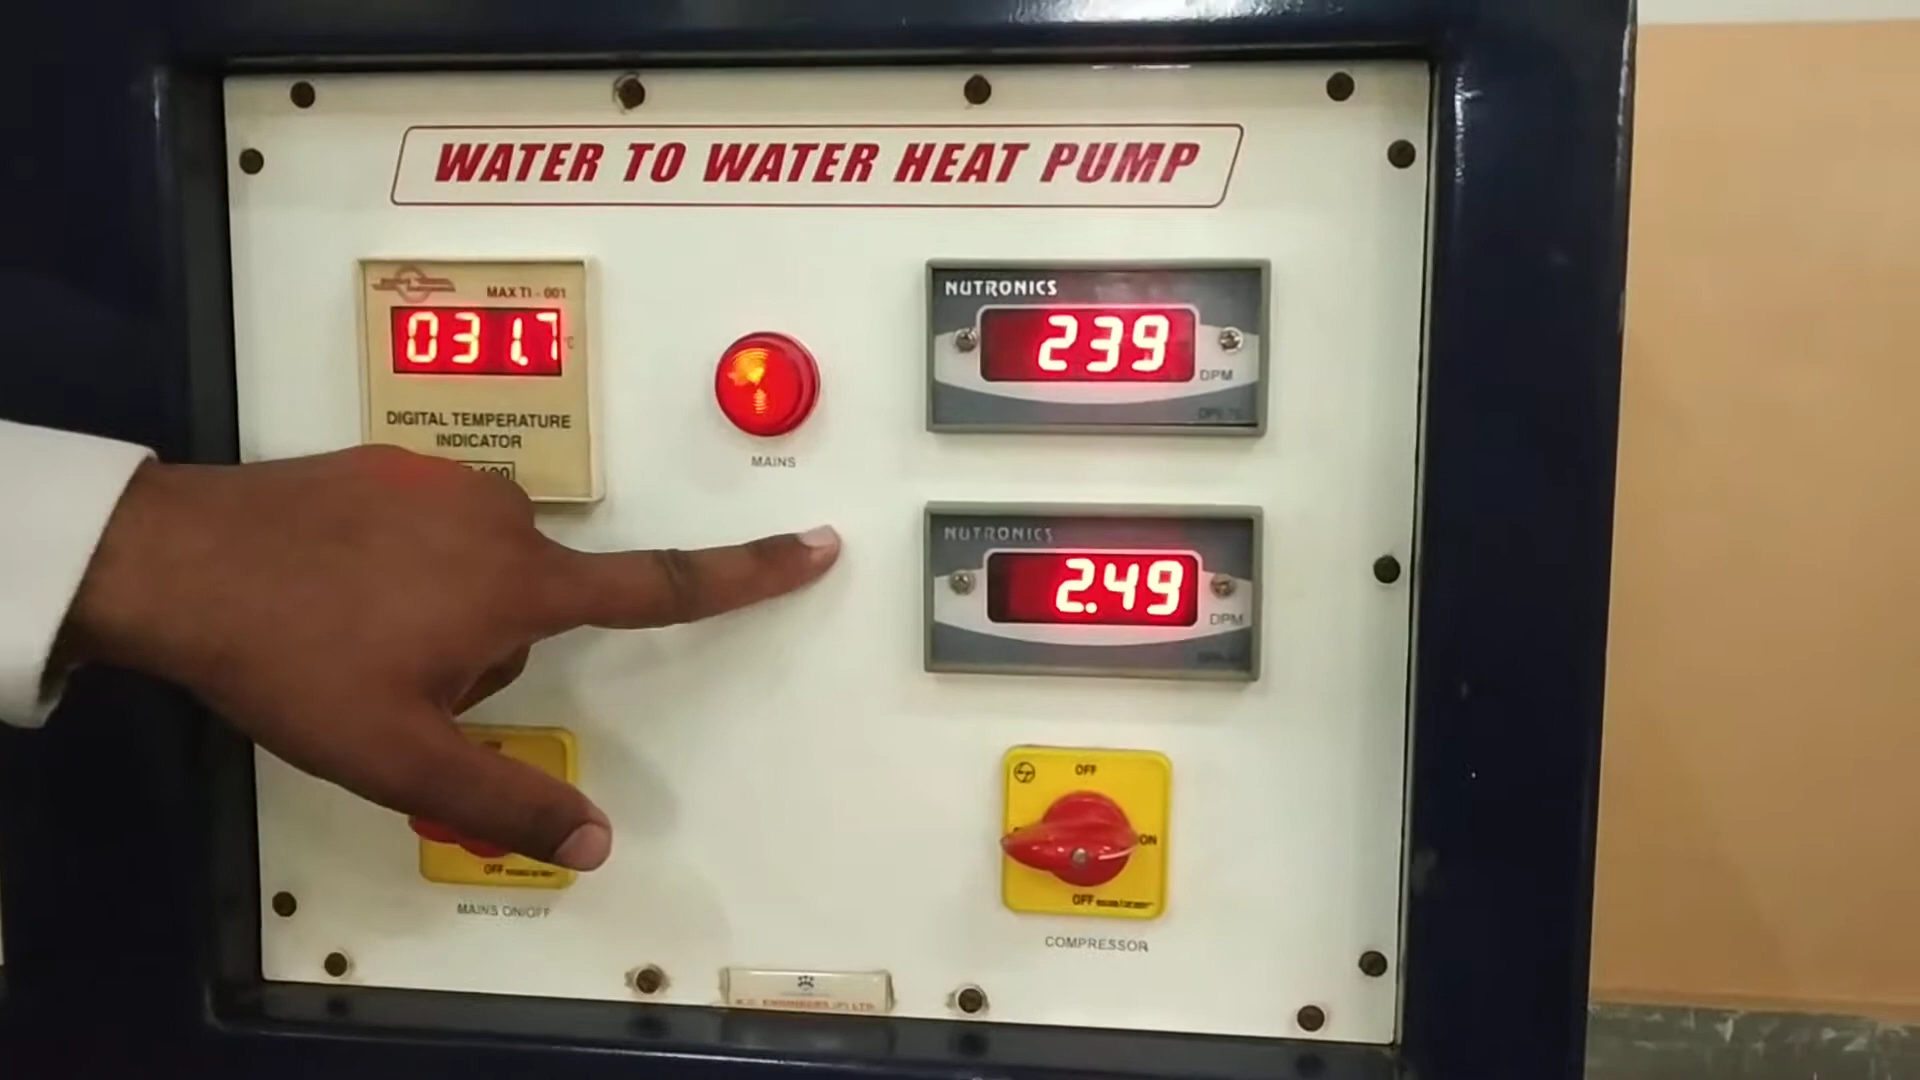 WATER TO WATER HEAT PUMP
MAX TI - 001
031.7
°C
DIGITAL TEMPERATURE
INDICATOR
NUTRONICS
239
DPM
NUTRONICS
2.49
DPM
MAINS
OFF
MAINS ON/OFF
OFF
ON
OFF
COMPRESSOR